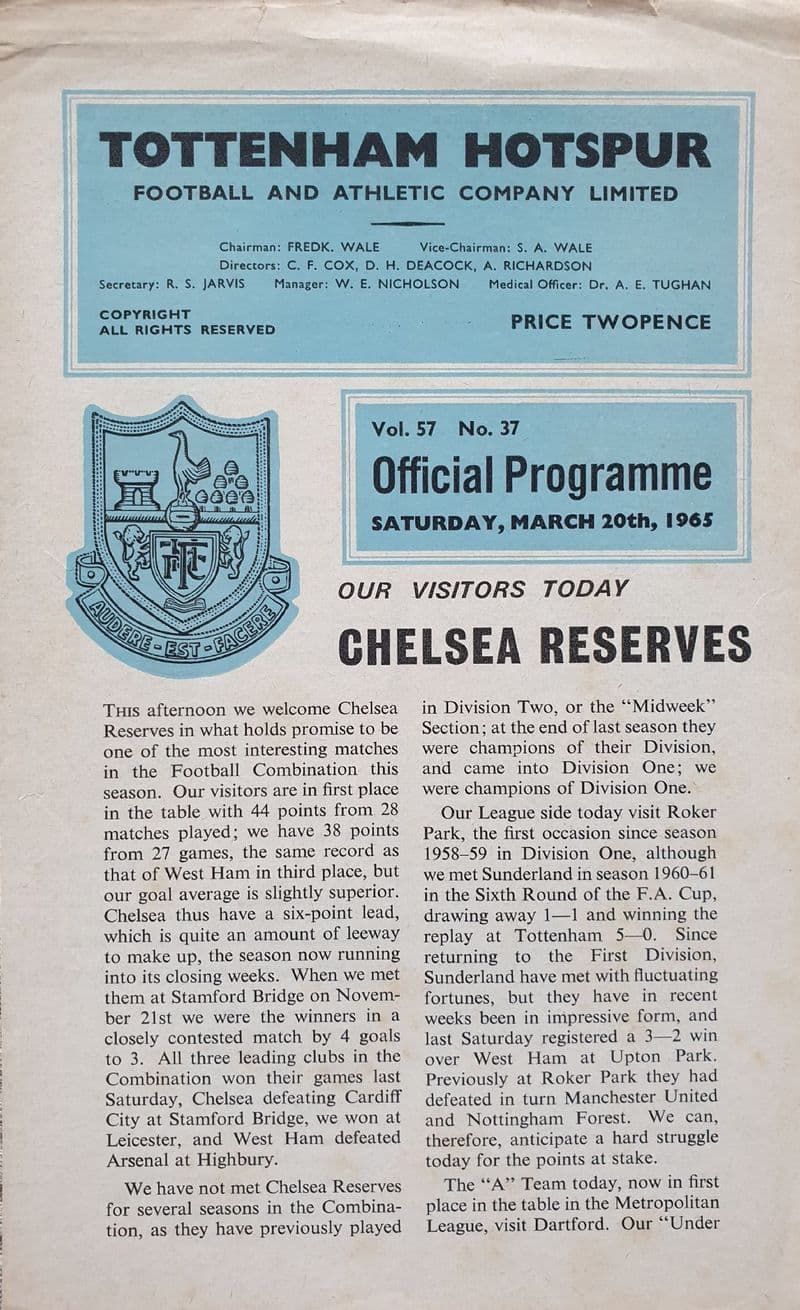 TOTTENHAM HOTSPUR
FOOTBALL AND ATHLETIC COMPANY LIMITED
Chairman: FREDK. WALE Vice-Chairman: S. A. WALE
Directors: C. F. COX, D. H. DEACOCK, A. RICHARDSON
Secretary: R. S. JARVIS Manager: W. E. NICHOLSON Medical Officer: Dr. A. E. TUGHAN
COPYRIGHT
ALL RIGHTS RESERVED
PRICE TWOPENCE
THFC
AUDERE-EST-FACERE
Vol. 57 No. 37
Official Programme
SATURDAY, MARCH 20th, 1965
OUR VISITORS TODAY
CHELSEA RESERVES
THIS afternoon we welcome Chelsea
Reserves in what holds promise to be
one of the most interesting matches
in the Football Combination this
season. Our visitors are in first place
in the table with 44 points from 28
matches played; we have 38 points
from 27 games, the same record as
that of West Ham in third place, but
our goal average is slightly superior.
Chelsea thus have a six-point lead,
which is quite an amount of leeway
to make up, the season now running
into its closing weeks. When we met
them at Stamford Bridge on Novem-
ber 21st we were the winners in a
closely contested match by 4 goals
to 3. All three leading clubs in the
Combination won their games last
Saturday, Chelsea defeating Cardiff
City at Stamford Bridge, we won at
Leicester, and West Ham defeated
Arsenal at Highbury.
We have not met Chelsea Reserves
for several seasons in the Combina-
tion, as they have previously played
in Division Two, or the “Midweek”
Section; at the end of last season they
were champions of their Division,
and came into Division One; we
were champions of Division One.
Our League side today visit Roker
Park, the first occasion since season
1958–59 in Division One, although
we met Sunderland in season 1960–61
in the Sixth Round of the F.A. Cup,
drawing away 1—1 and winning the
replay at Tottenham 5—0. Since
returning to the First Division,
Sunderland have met with fluctuating
fortunes, but they have in recent
weeks been in impressive form, and
last Saturday registered a 3—2 win
over West Ham at Upton Park.
Previously at Roker Park they had
defeated in turn Manchester United
and Nottingham Forest. We can,
therefore, anticipate a hard struggle
today for the points at stake.
The “A” Team today, now in first
place in the table in the Metropolitan
League, visit Dartford. Our “Under